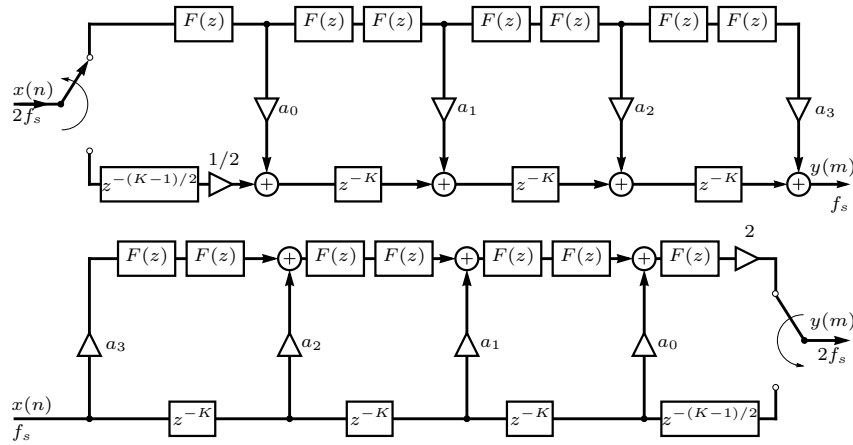 F(z) F(z) F(z) F(z) F(z) F(z) F(z)
x(n)
2f_s
a_0 a_1 a_2 a_3
1/2
z^{-(K-1)/2} + z^{-K} + z^{-K} + z^{-K} +
y(m)
f_s
2
F(z) F(z) + F(z) F(z) + F(z) F(z) + F(z)
a_3 a_2 a_1 a_0
y(m)
2f_s
x(n)
f_s
z^{-K} z^{-K} z^{-K} z^{-(K-1)/2}